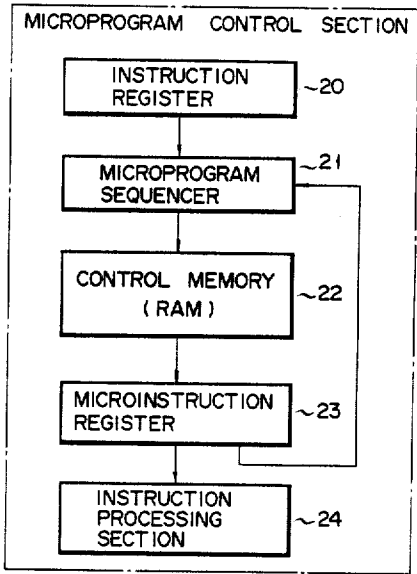 MICROPROGRAM CONTROL SECTION
INSTRUCTION
REGISTER
~20
MICROPROGRAM
SEQUENCER
~21
CONTROL MEMORY
(RAM)
~22
MICROINSTRUCTION
REGISTER
~23
INSTRUCTION
PROCESSING
SECTION
~24